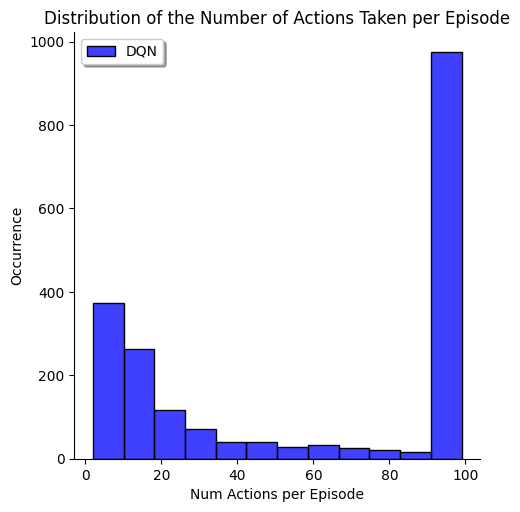 Distribution of the Number of Actions Taken per Episode
DQN
1000
800
600
400
200
0
Occurrence
0 20 40 60 80 100
Num Actions per Episode